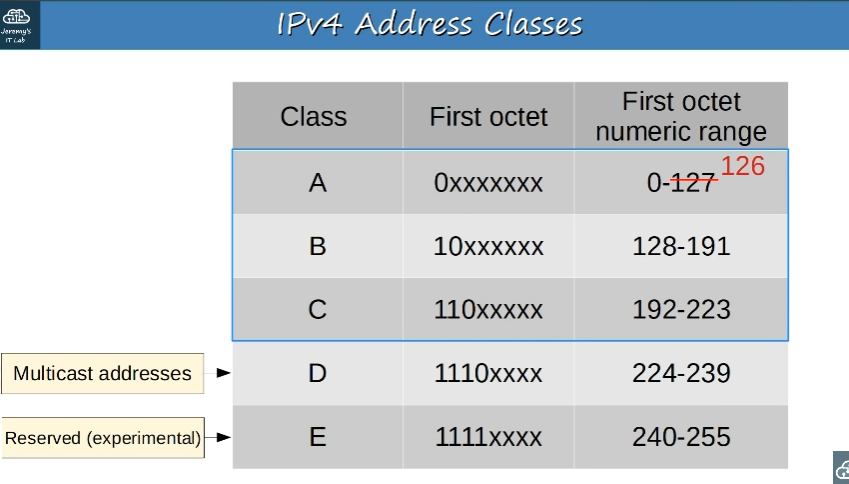 Jeremy's
IT Lab
IPv4 Address Classes
Class
First octet
First octet
numeric range
A
0xxxxxxx
0-127
126
B
10xxxxxx
128-191
C
110xxxxx
192-223
Multicast addresses
D
1110xxxx
224-239
Reserved (experimental)
E
1111xxxx
240-255